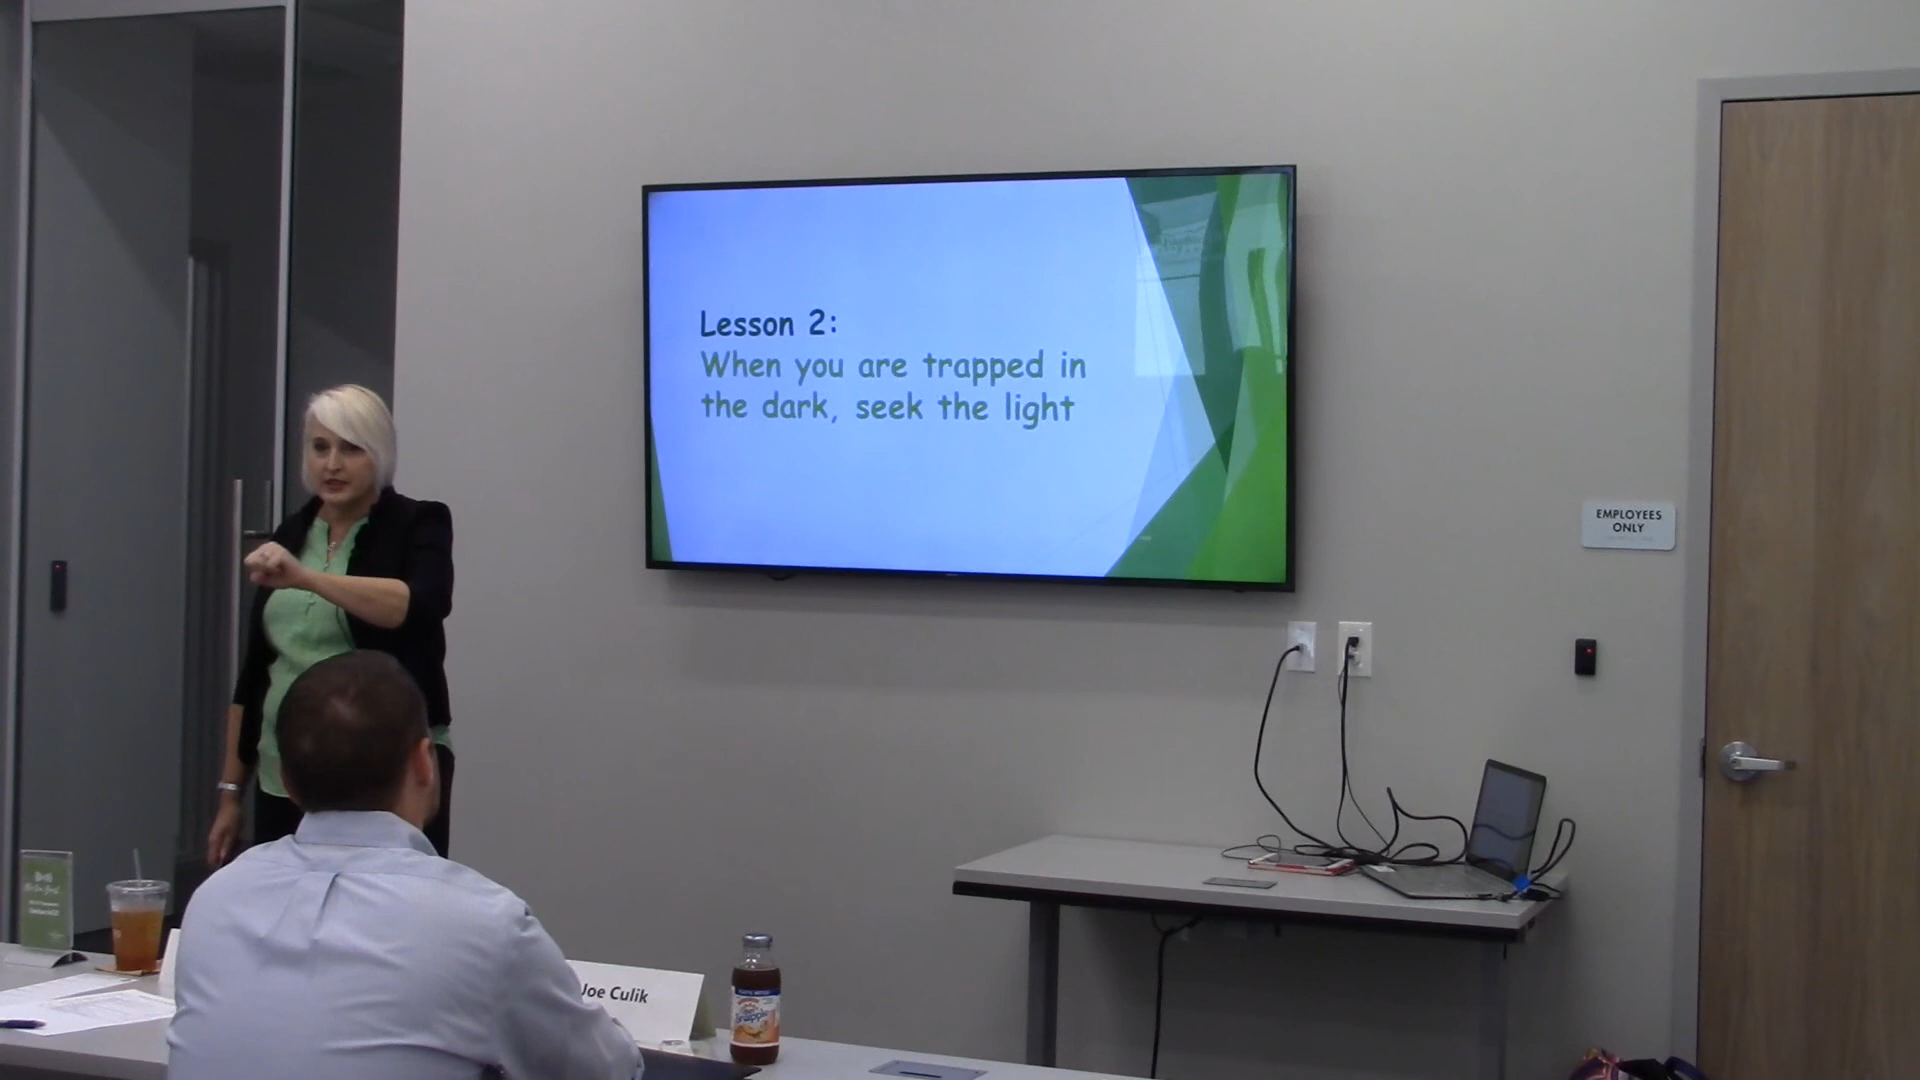 Lesson 2:
When you are trapped in
the dark, seek the light
EMPLOYEES
ONLY
Joe Culik
Snapple